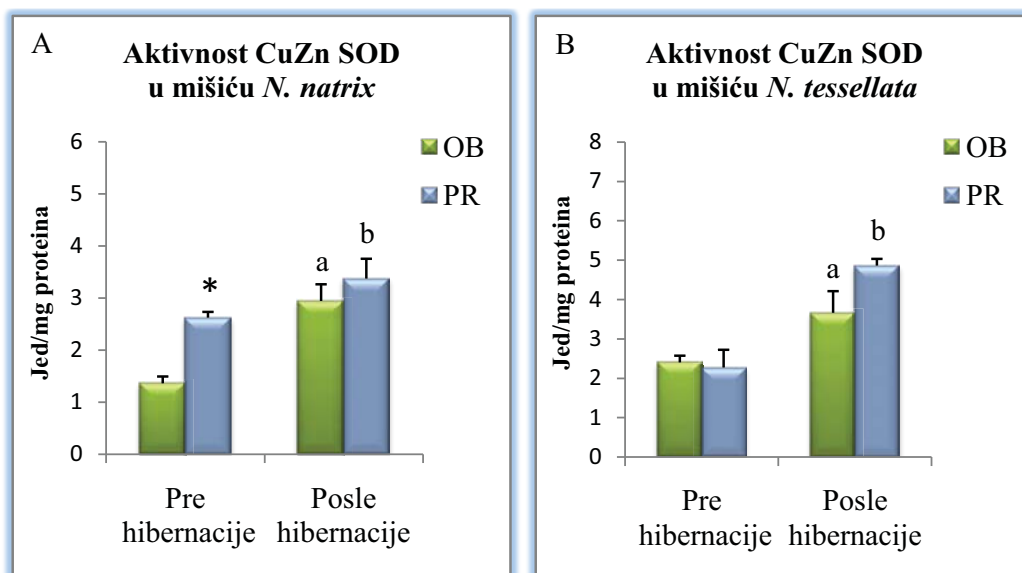 A
Aktivnost CuZn SOD
u mišiću N. natrix
6
5
4
3
2
1
0
Jed/mg proteina
*
a
b
OB
PR
Pre
hibernacije
Posle
hibernacije
B
Aktivnost CuZn SOD
u mišiću N. tessellata
8
7
6
5
4
3
2
1
0
Jed/mg proteina
a
b
OB
PR
Pre
hibernacije
Posle
hibernacije